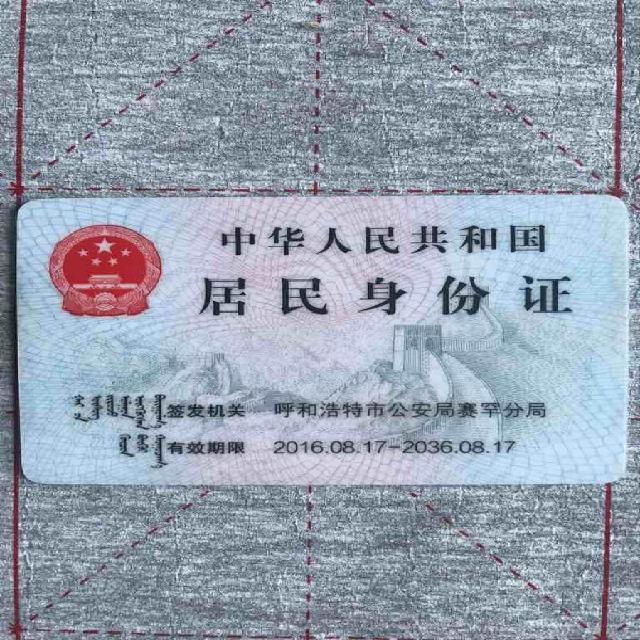 中华人民共和国
居民身份证
签发机关 呼和浩特市公安局赛罕分局
有效期限 2016.08.17-2036.08.17